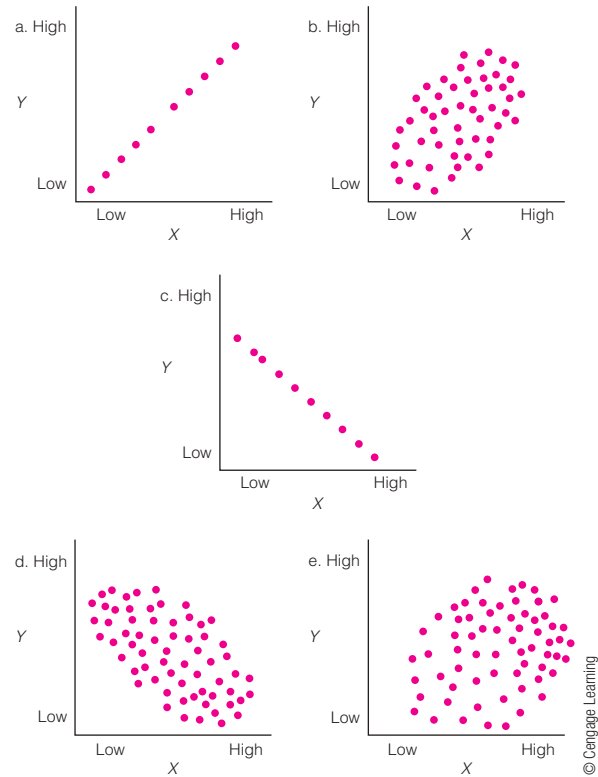 a. High
Y
Low
Low High
X
b. High
Y
Low
Low High
X
c. High
Y
Low
Low High
X
d. High
Y
Low
Low High
X
e. High
Y
Low
Low High
X
© Cengage Learning